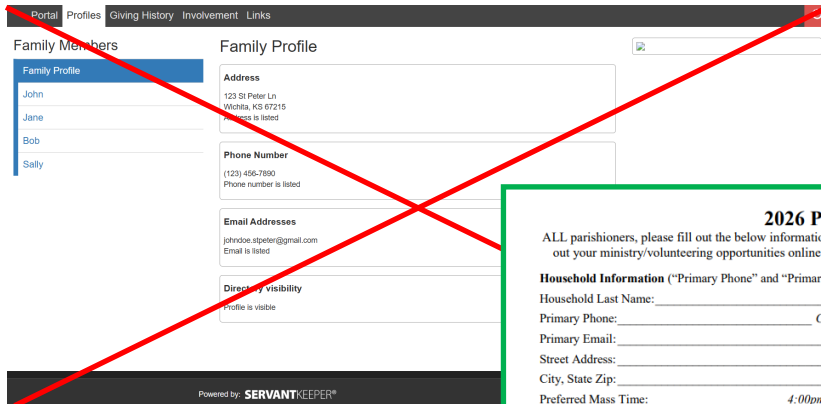 Portal Profiles Giving History Involvement Links
Family Members
Family Profile
John
Jane
Bob
Sally
Family Profile
Address
123 St Peter Ln
Wichita, KS 67215
Address is listed
Phone Number
(123) 456-7890
Phone number is listed
Email Addresses
johndoe.stpeter@gmail.com
Email is listed
Directory visibility
Profile is visible
Powered by: SERVANTKEEPER®
2026 P
ALL parishioners, please fill out the below informatio
out your ministry/volunteering opportunities online
Household Information ("Primary Phone" and "Primar
Household Last Name:
Primary Phone:
Primary Email:
Street Address:
City, State Zip:
Preferred Mass Time: 4:00pm